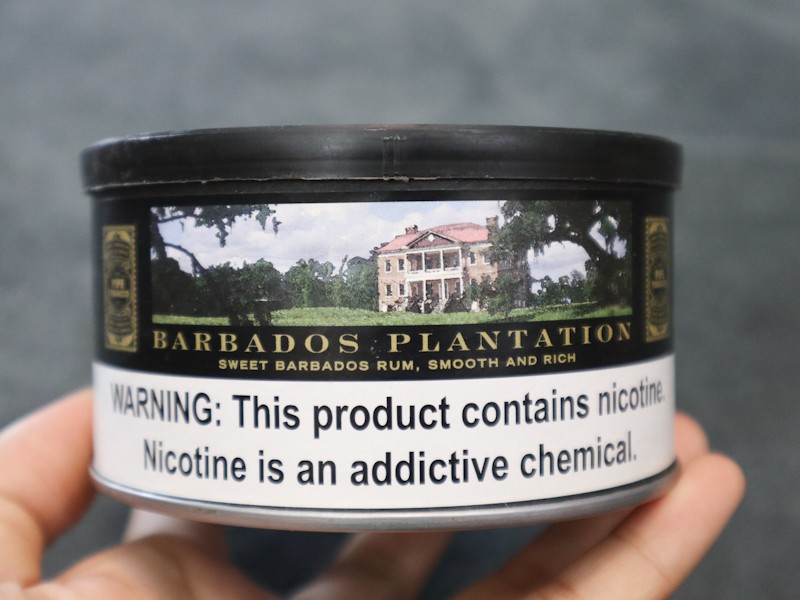 BARBADOS PLANTATION
SWEET BARBADOS RUM, SMOOTH AND RICH
WARNING: This product contains nicotine.
Nicotine is an addictive chemical.